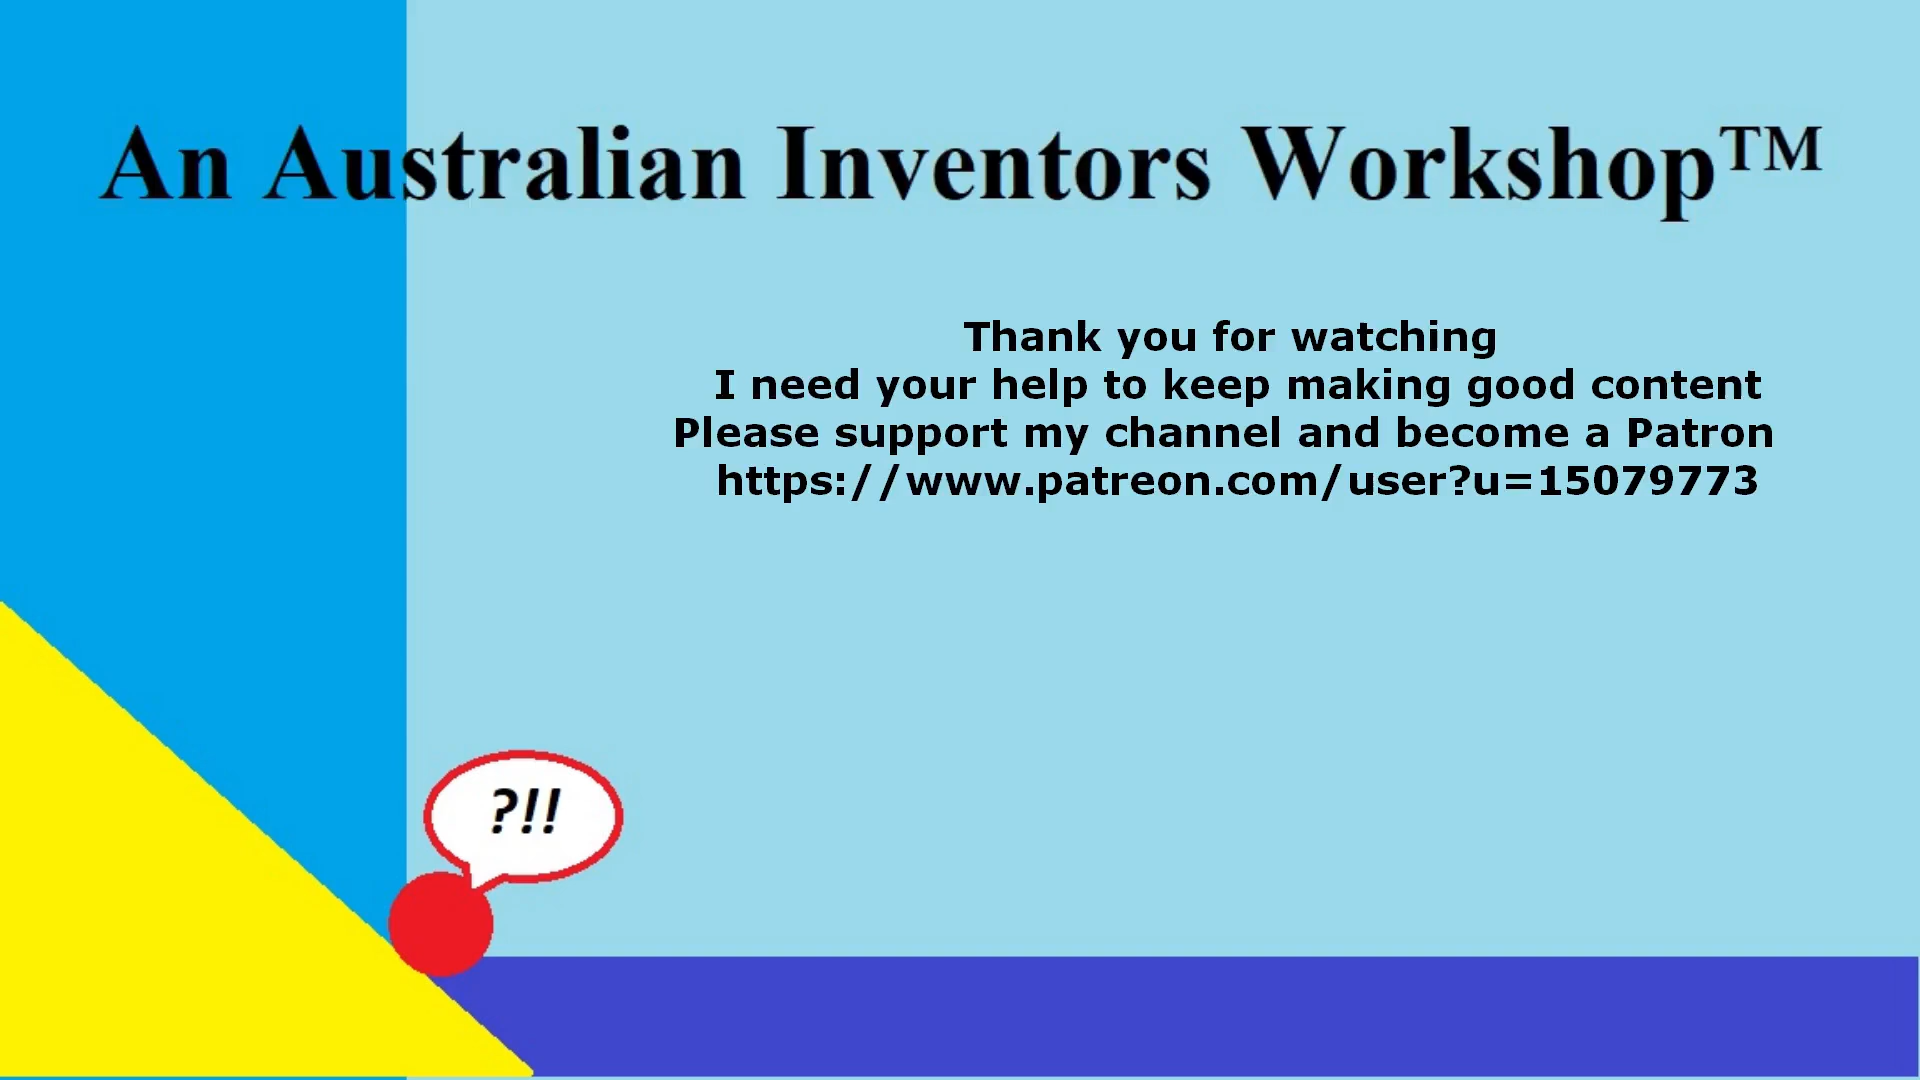 An Australian Inventors Workshop™
Thank you for watching
I need your help to keep making good content
Please support my channel and become a Patron
https://www.patreon.com/user?u=15079773
?!!